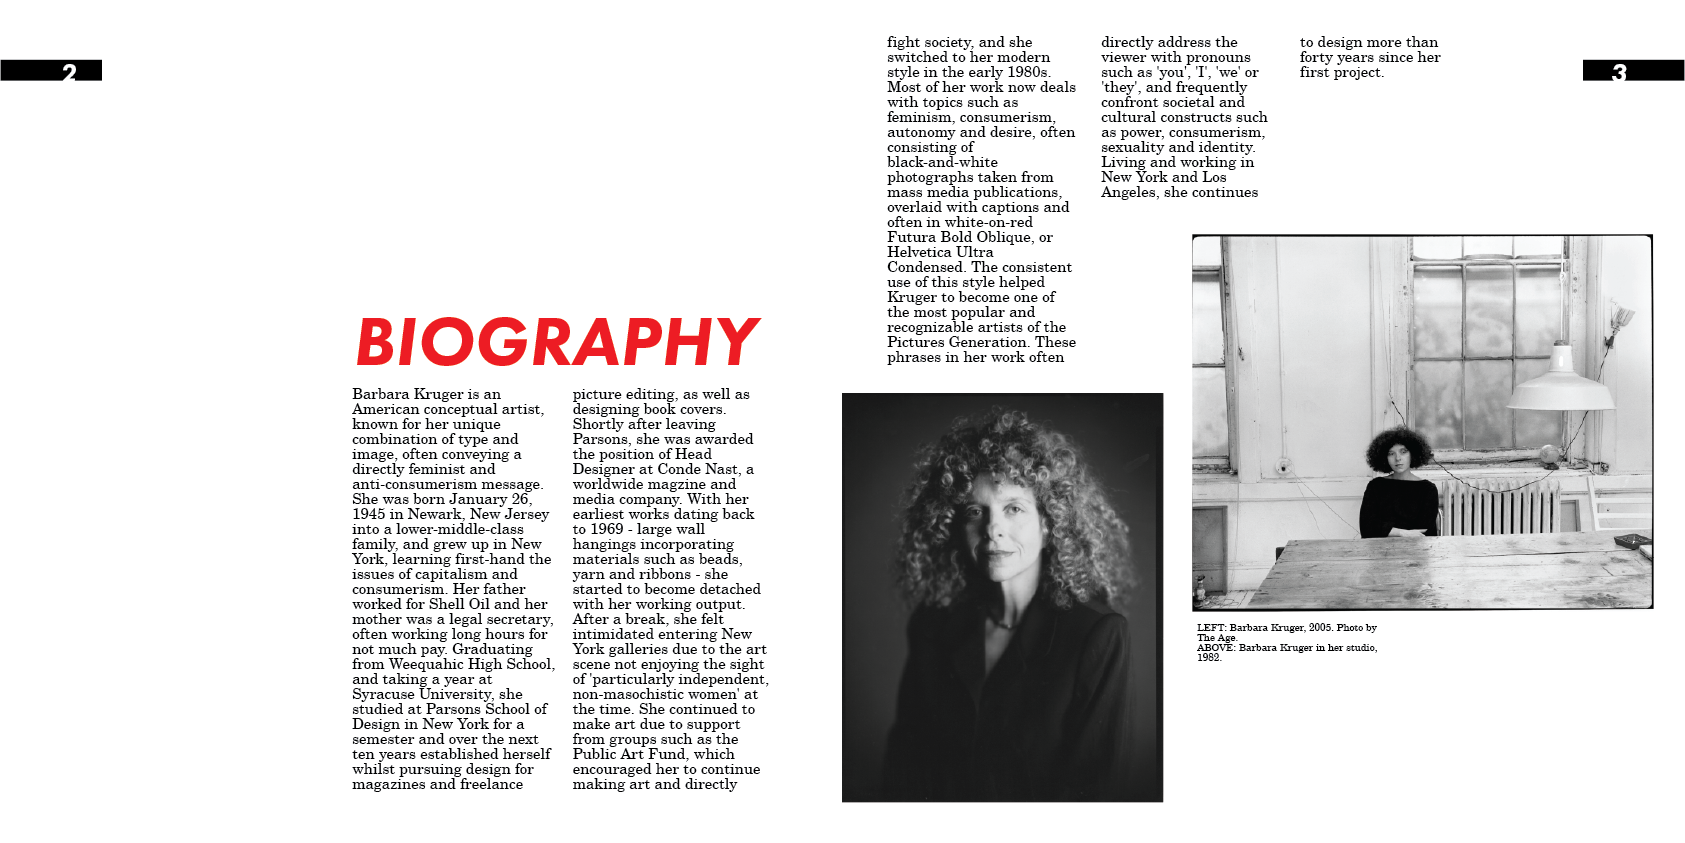 2
BIOGRAPHY
Barbara Kruger is an
American conceptual artist,
known for her unique
combination of type and
image, often conveying a
directly feminist and
anti-consumerism message.
She was born January 26,
1945 in Newark, New Jersey
into a lower-middle-class
family, and grew up in New
York, learning first-hand the
issues of capitalism and
consumerism. Her father
worked for Shell Oil and her
mother was a legal secretary,
often working long hours for
not much pay. Graduating
from Weequahic High School,
and taking a year at
Syracuse University, she
studied at Parsons School of
Design in New York for a
semester and over the next
ten years established herself
whilst pursuing design for
magazines and freelance
picture editing, as well as
designing book covers.
Shortly after leaving
Parsons, she was awarded
the position of Head
Designer at Conde Nast, a
worldwide magzine and
media company. With her
earliest works dating back
to 1969 - large wall
hangings incorporating
materials such as beads,
yarn and ribbons - she
started to become detached
with her working output.
After a break, she felt
intimidated entering New
York galleries due to the art
scene not enjoying the sight
of 'particularly independent,
non-masochistic women' at
the time. She continued to
make art due to support
from groups such as the
Public Art Fund, which
encouraged her to continue
making art and directly
fight society, and she
switched to her modern
style in the early 1980s.
Most of her work now deals
with topics such as
feminism, consumerism,
autonomy and desire, often
consisting of
black-and-white
photographs taken from
mass media publications,
overlaid with captions and
often in white-on-red
Futura Bold Oblique, or
Helvetica Ultra
Condensed. The consistent
use of this style helped
Kruger to become one of
the most popular and
recognizable artists of the
Pictures Generation. These
phrases in her work often
directly address the
viewer with pronouns
such as 'you', 'I', 'we' or
'they', and frequently
confront societal and
cultural constructs such
as power, consumerism,
sexuality and identity.
Living and working in
New York and Los
Angeles, she continues
to design more than
forty years since her
first project.
3
LEFT: Barbara Kruger, 2005. Photo by
The Age.
ABOVE: Barbara Kruger in her studio,
1982.